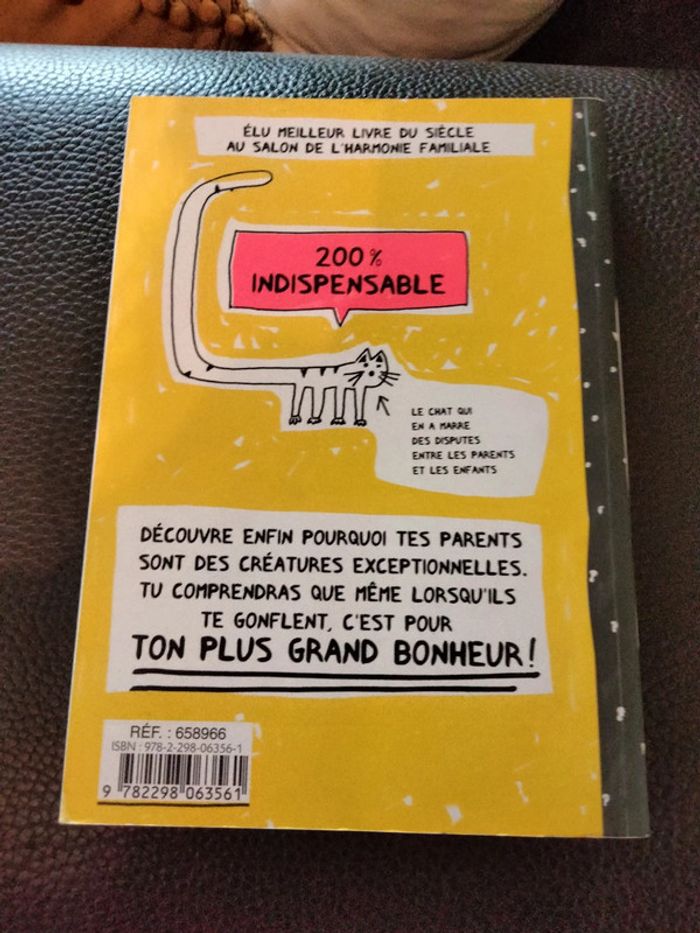 ÉLU MEILLEUR LIVRE DU SIÈCLE
AU SALON DE L'HARMONIE FAMILIALE
200 %
INDISPENSABLE
LE CHAT QUI
EN A MARRE
DES DISPUTES
ENTRE LES PARENTS
ET LES ENFANTS
DÉCOUVRE ENFIN POURQUOI TES PARENTS
SONT DES CRÉATURES EXCEPTIONNELLES.
TU COMPRENDRAS QUE MÊME LORSQU'ILS
TE GONFLENT, C'EST POUR
TON PLUS GRAND BONHEUR !
RÉF. : 658966
ISBN : 978-2-298-06356-1
9 782298 063561